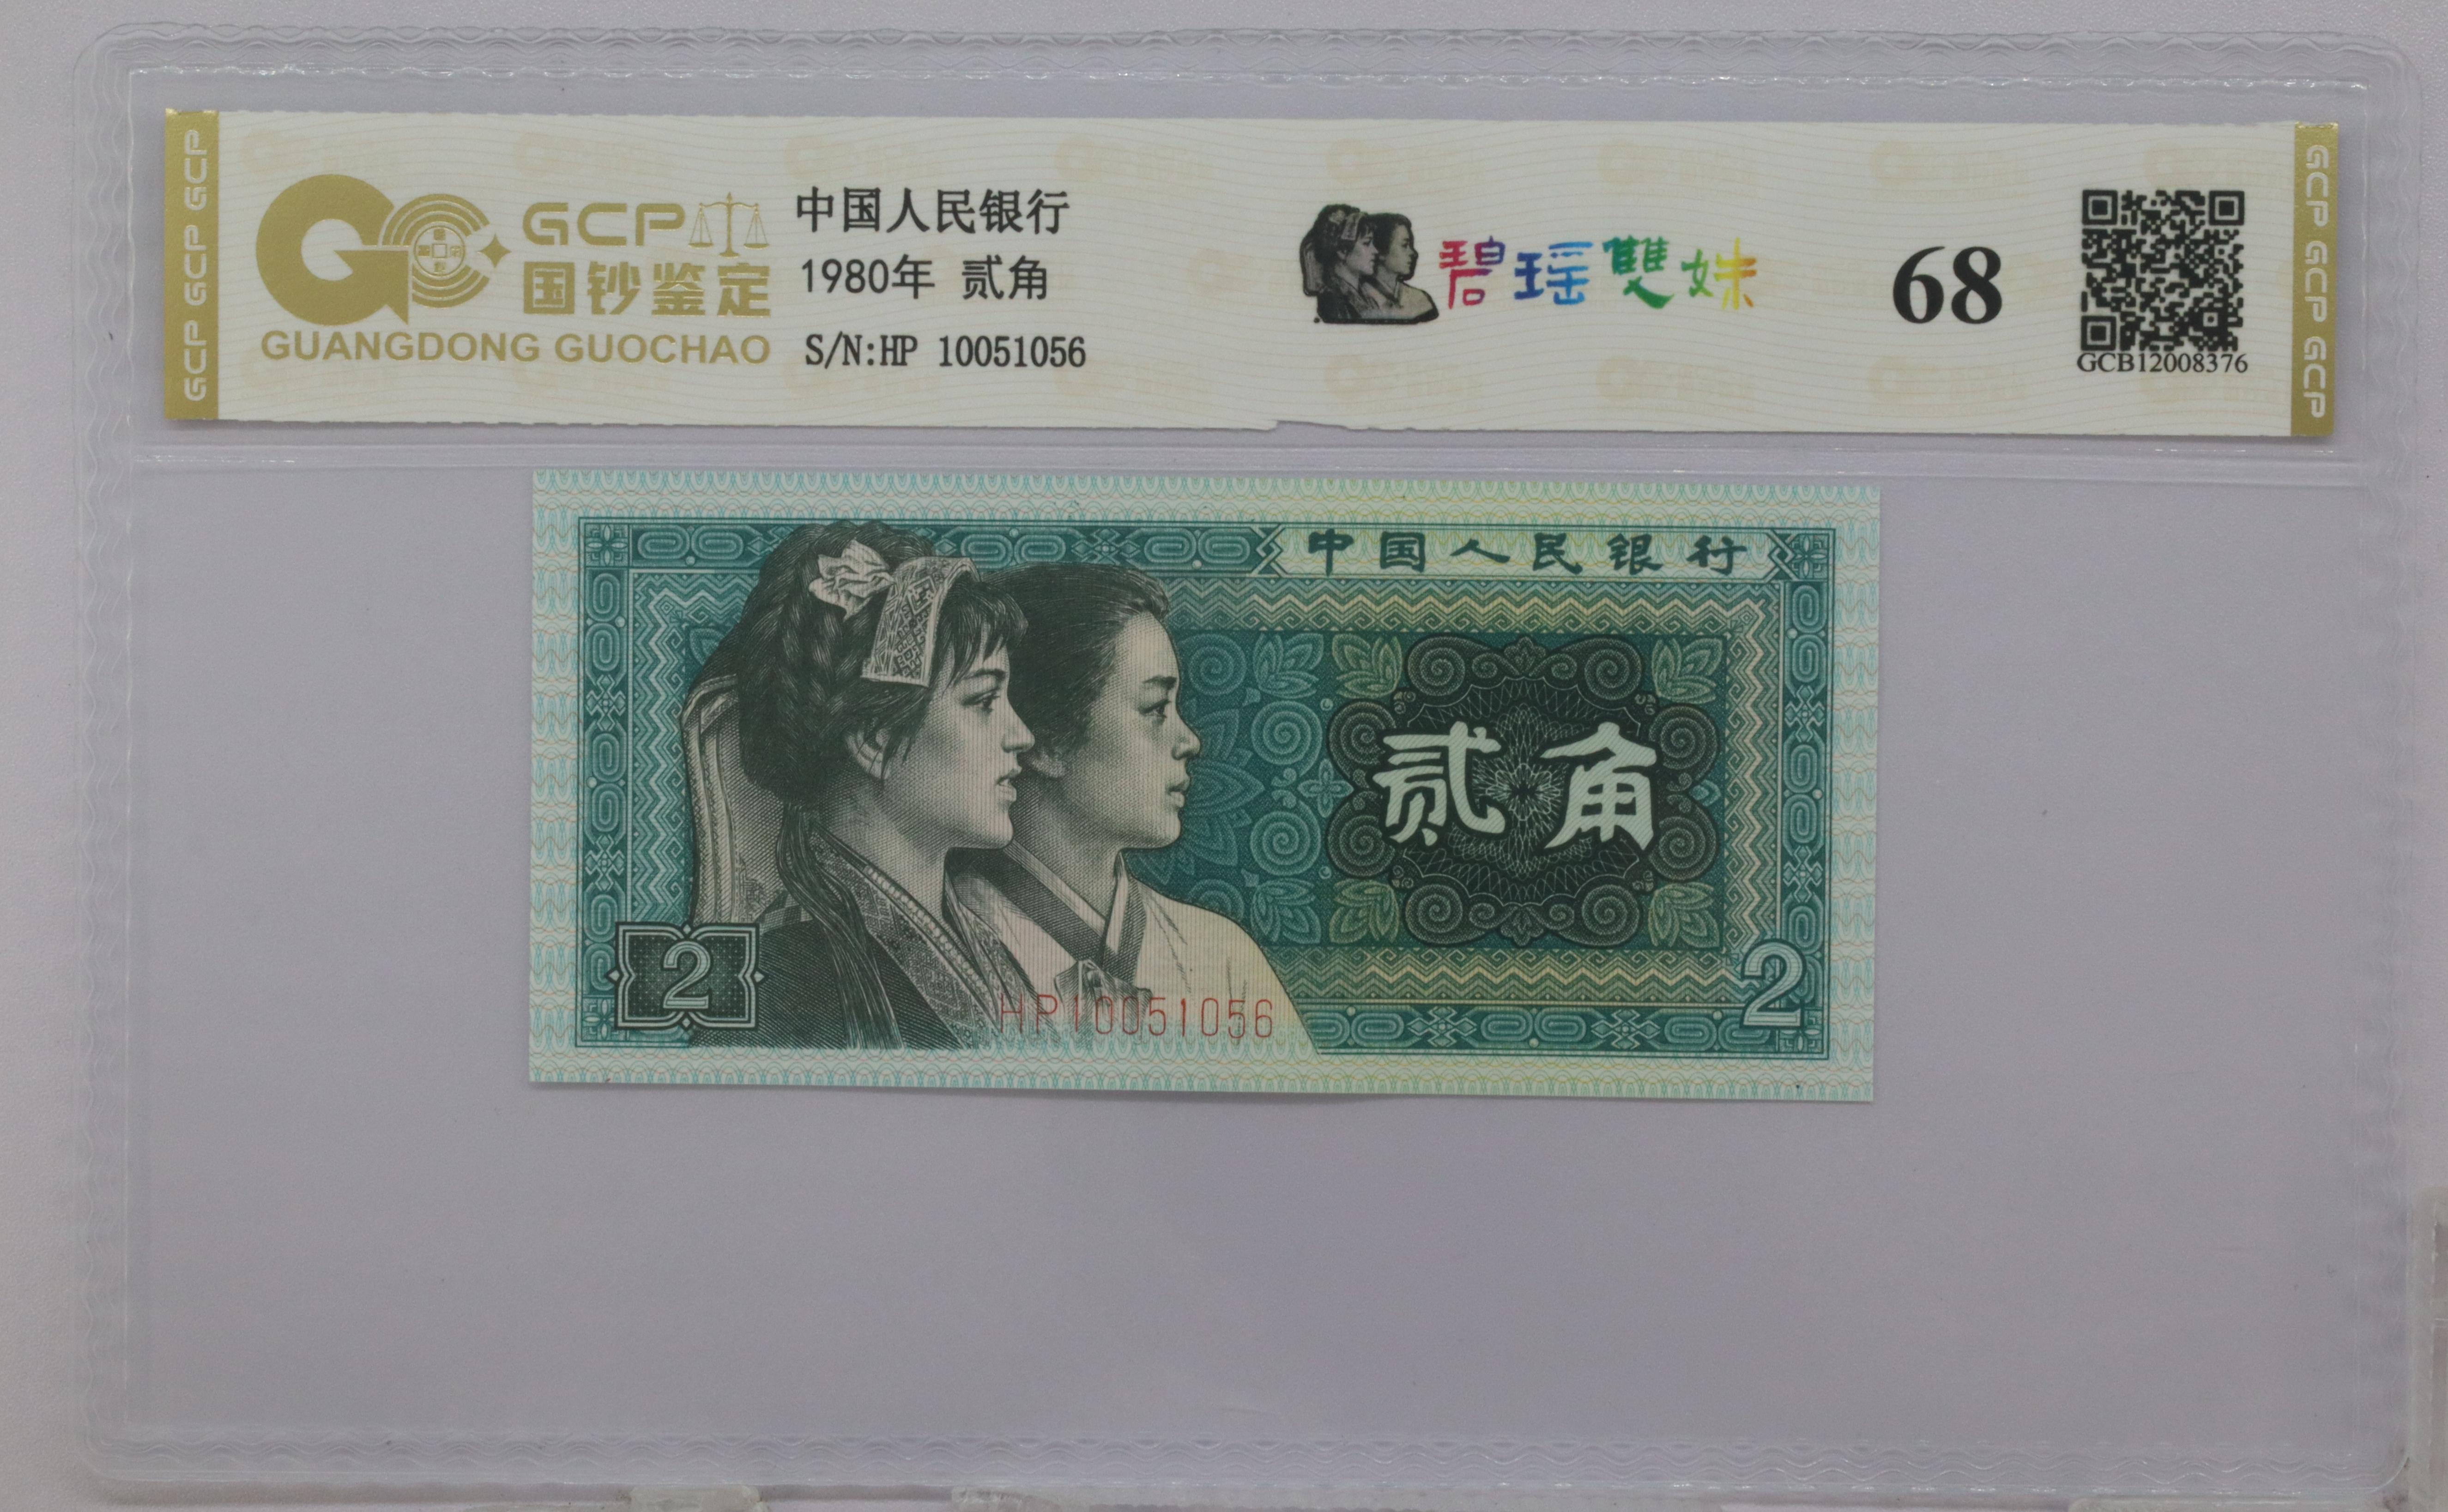 GCP GCP GCP
GCP
国钞鉴定
GUANGDONG GUOCHAO
中国人民银行
1980年 贰角
S/N:HP 10051056
碧瑶雙妹
68
GCB12008376
GCP GCP GCP
中国人民银行
贰角
2
HP10051056
2